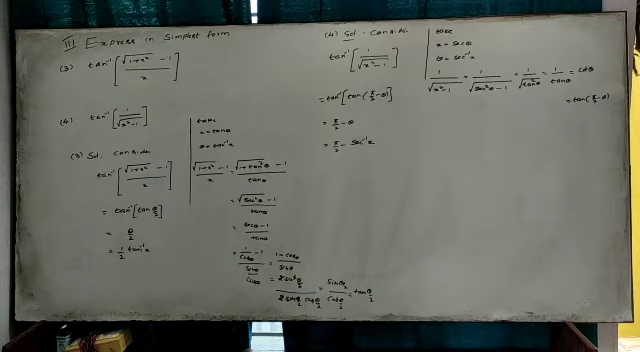 III Express in Simplest form
(3) tan⁻¹[(√(1+x²) - 1)/x]
(4) tan⁻¹[1/√(x²-1)]
(3) Sol. Consider
tan⁻¹[(√(1+x²) - 1)/x]
= tan⁻¹[tan θ/2]
= θ/2
= 1/2 tan⁻¹x
take
x = tanθ
θ = tan⁻¹x
(√(1+x²) - 1)/x = (√(1+tan²θ) - 1)/tanθ
= (√(sec²θ) - 1)/tanθ
= (secθ - 1)/tanθ
= (1/cosθ - 1)/(sinθ/cosθ) = (1 - cosθ)/sinθ
= 2sin²θ/2 / 2sinθ/2 cosθ/2 = sinθ/2 / cosθ/2 = tanθ/2
(4) Sol. Consider
tan⁻¹[1/√(x²-1)]
= tan⁻¹[tan(π/2 - θ)]
= π/2 - θ
= π/2 - sec⁻¹x
take
x = secθ
θ = sec⁻¹x
1/√(x²-1) = 1/√(sec²θ-1) = 1/√(tan²θ) = 1/tanθ = cotθ
= tan(π/2 - θ)